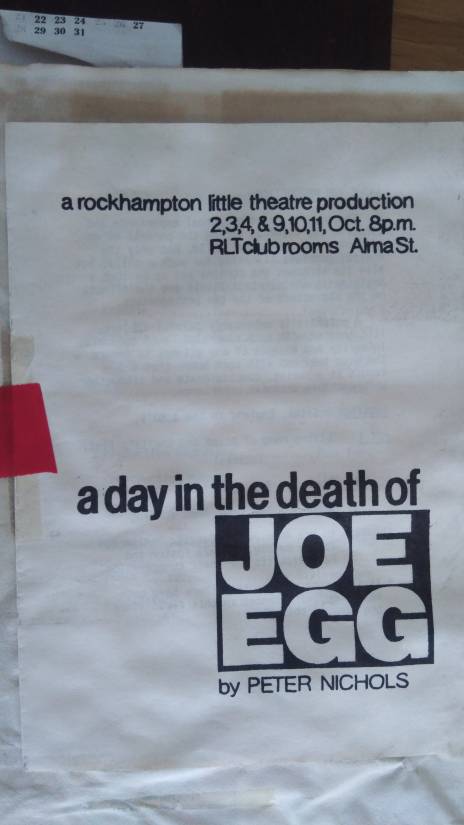 22 23 24 27
29 30 31
a rockhampton little theatre production
2,3,4, & 9,10,11, Oct. 8p.m.
RLT club rooms Alma St.
a day in the death of
JOE
EGG
by PETER NICHOLS